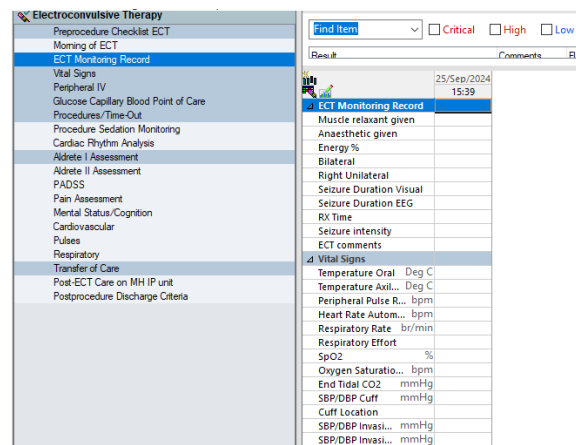 Electroconvulsive Therapy
Preprocedure Checklist ECT
Morning of ECT
ECT Monitoring Record
Vital Signs
Peripheral IV
Glucose Capillary Blood Point of Care
Procedures/Time-Out
Procedure Sedation Monitoring
Cardiac Rhythm Analysis
Aldrete I Assessment
Aldrete II Assessment
PADSS
Pain Assessment
Mental Status/Cognition
Cardiovascular
Pulses
Respiratory
Transfer of Care
Post-ECT Care on MH IP unit
Postprocedure Discharge Criteria
Find Item Critical High Low
Result Comments Fl
25/Sep/2024
15:39
ECT Monitoring Record
Muscle relaxant given
Anaesthetic given
Energy %
Bilateral
Right Unilateral
Seizure Duration Visual
Seizure Duration EEG
RX Time
Seizure intensity
ECT comments
Vital Signs
Temperature Oral Deg C
Temperature Axil... Deg C
Peripheral Pulse R... bpm
Heart Rate Autom... bpm
Respiratory Rate br/min
Respiratory Effort
SpO2 %
Oxygen Saturatio... bpm
End Tidal CO2 mmHg
SBP/DBP Cuff mmHg
Cuff Location
SBP/DBP Invasi... mmHg
SBP/DBP Invasi... mmHg